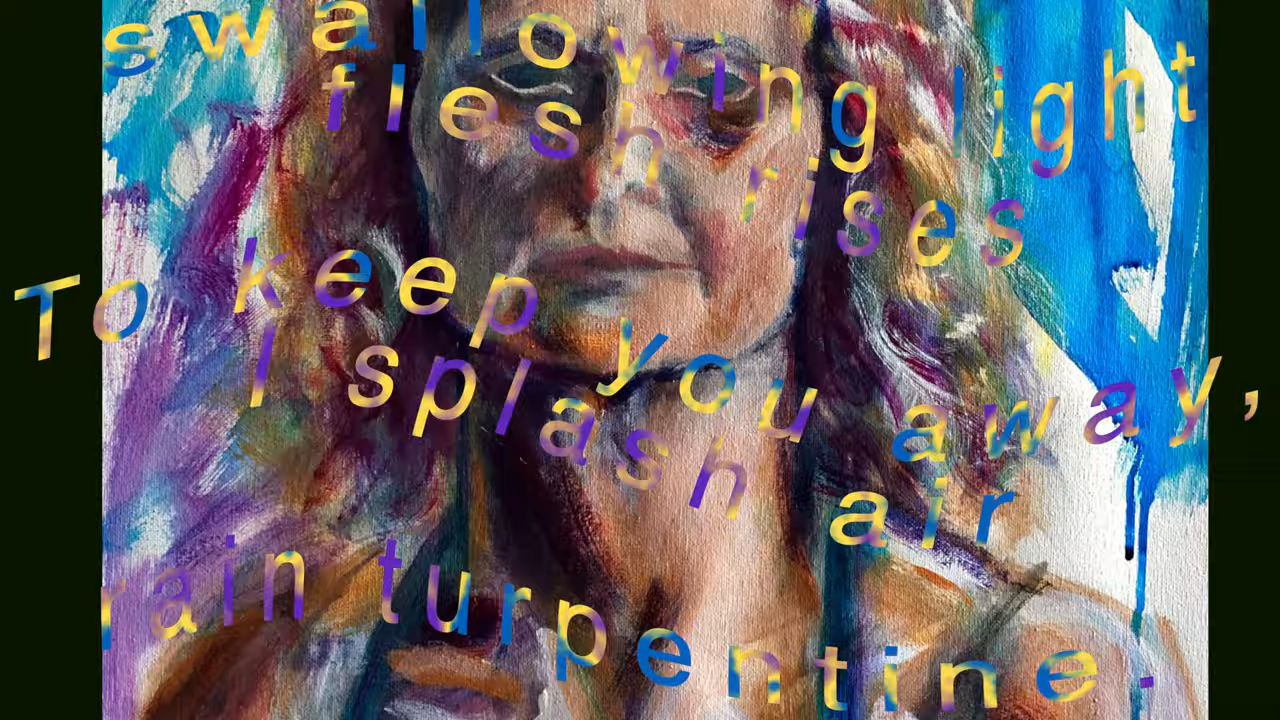 swallowing light
flesh rises
To keep you away,
I splash air
rain turpentine.